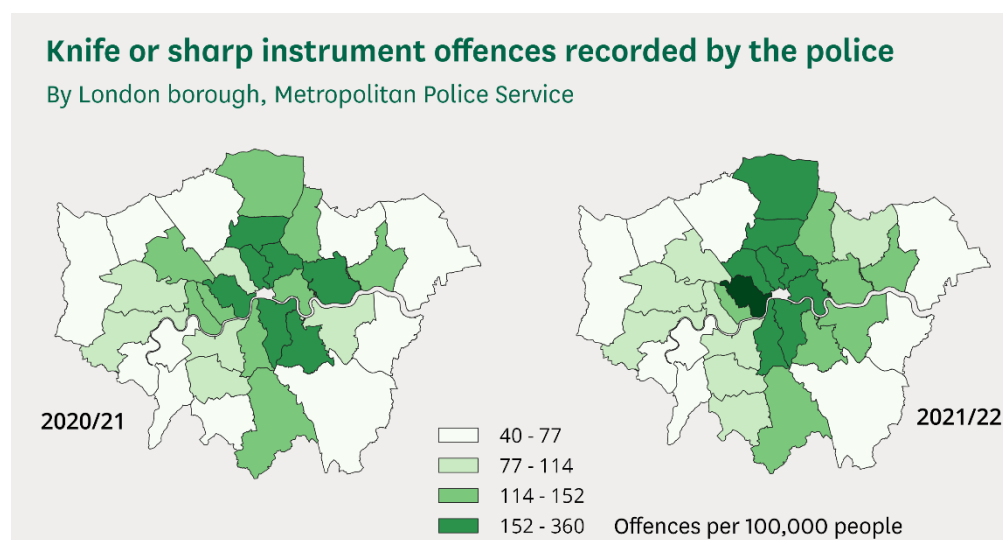 Knife or sharp instrument offences recorded by the police
By London borough, Metropolitan Police Service
2020/21
2021/22
40 - 77
77 - 114
114 - 152
152 - 360
Offences per 100,000 people